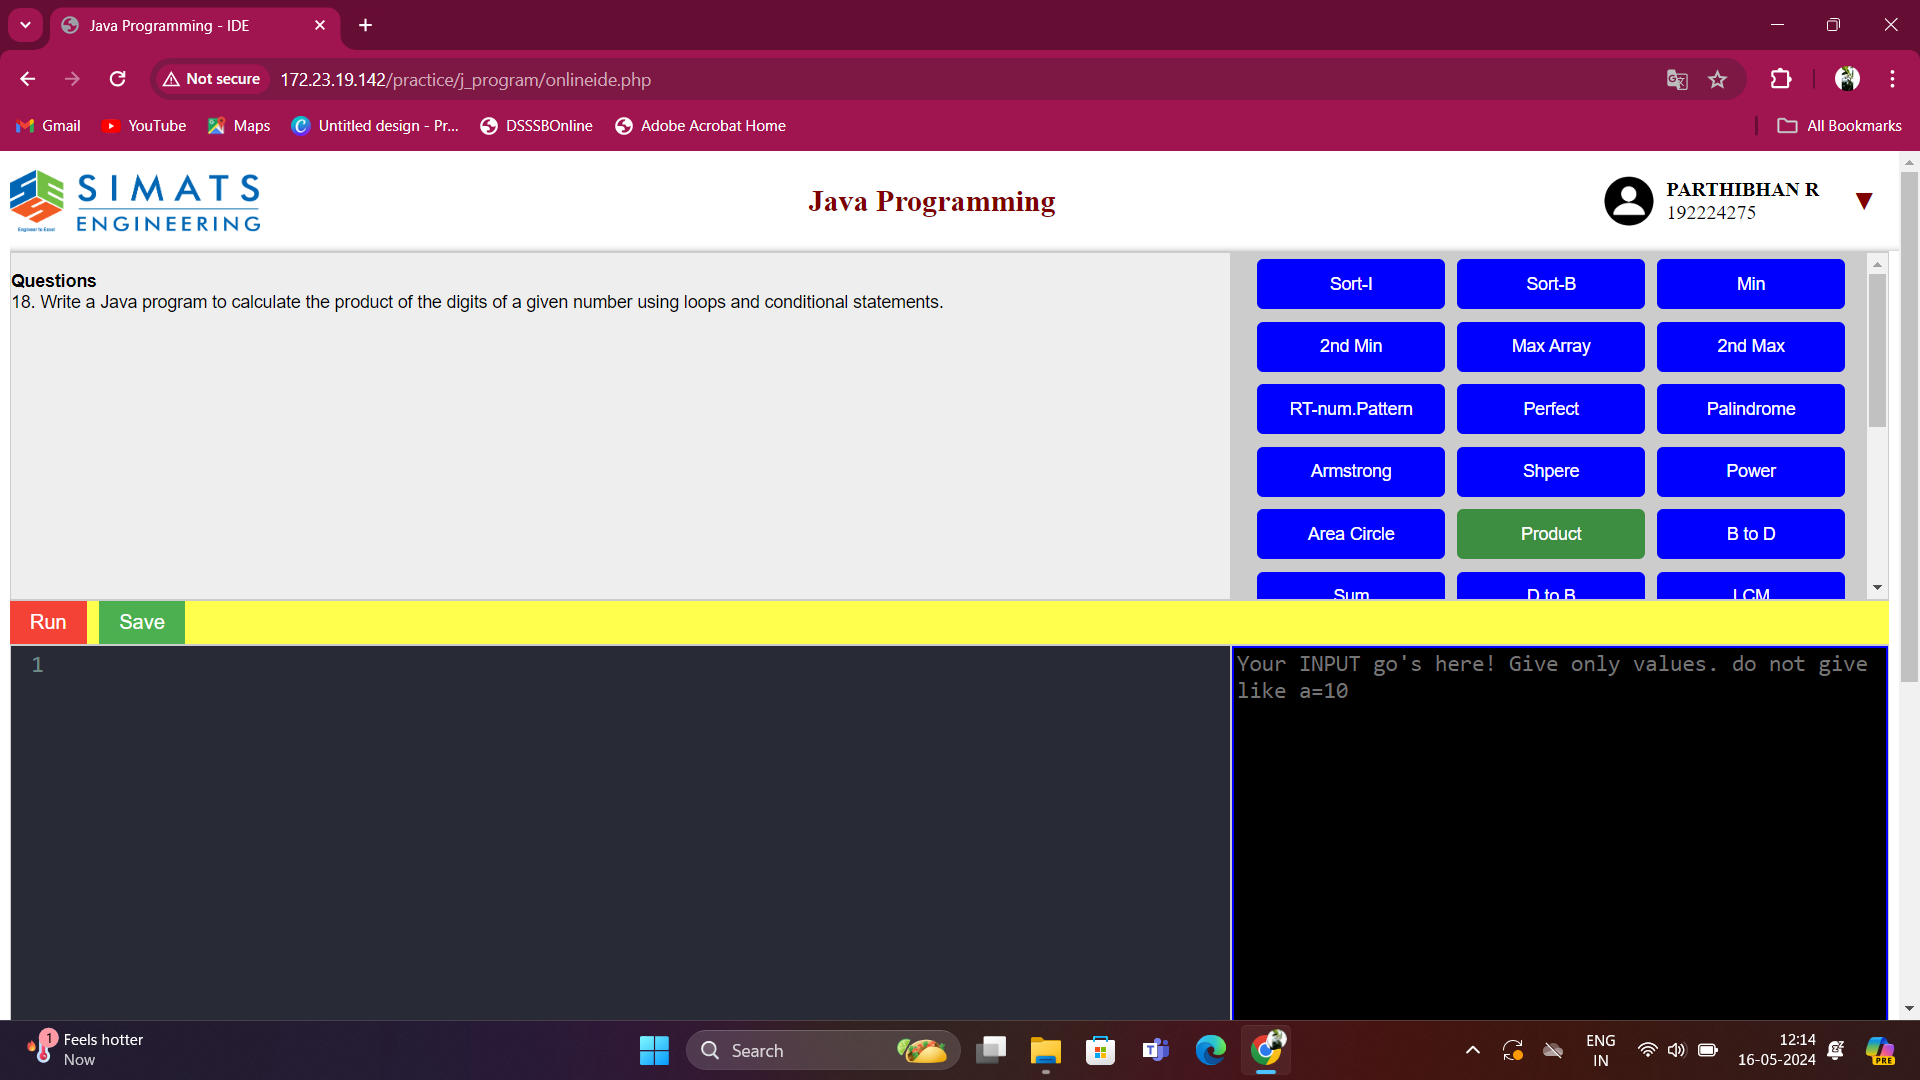 Java Programming - IDE
Not secure
172.23.19.142/practice/j_program/onlineide.php
Gmail
YouTube
Maps
Untitled design - Pr...
DSSSBOnline
Adobe Acrobat Home
All Bookmarks
SIMATS
ENGINEERING
Engineer to Excel
Java Programming
PARTHIBHAN R
192224275
Questions
18. Write a Java program to calculate the product of the digits of a given number using loops and conditional statements.
Sort-I
Sort-B
Min
2nd Min
Max Array
2nd Max
RT-num.Pattern
Perfect
Palindrome
Armstrong
Shpere
Power
Area Circle
Product
B to D
Sum
D to B
LCM
Run
Save
1
Your INPUT go's here! Give only values. do not give
like a=10
1
Feels hotter
Now
Search
ENG
IN
12:14
16-05-2024
PRE